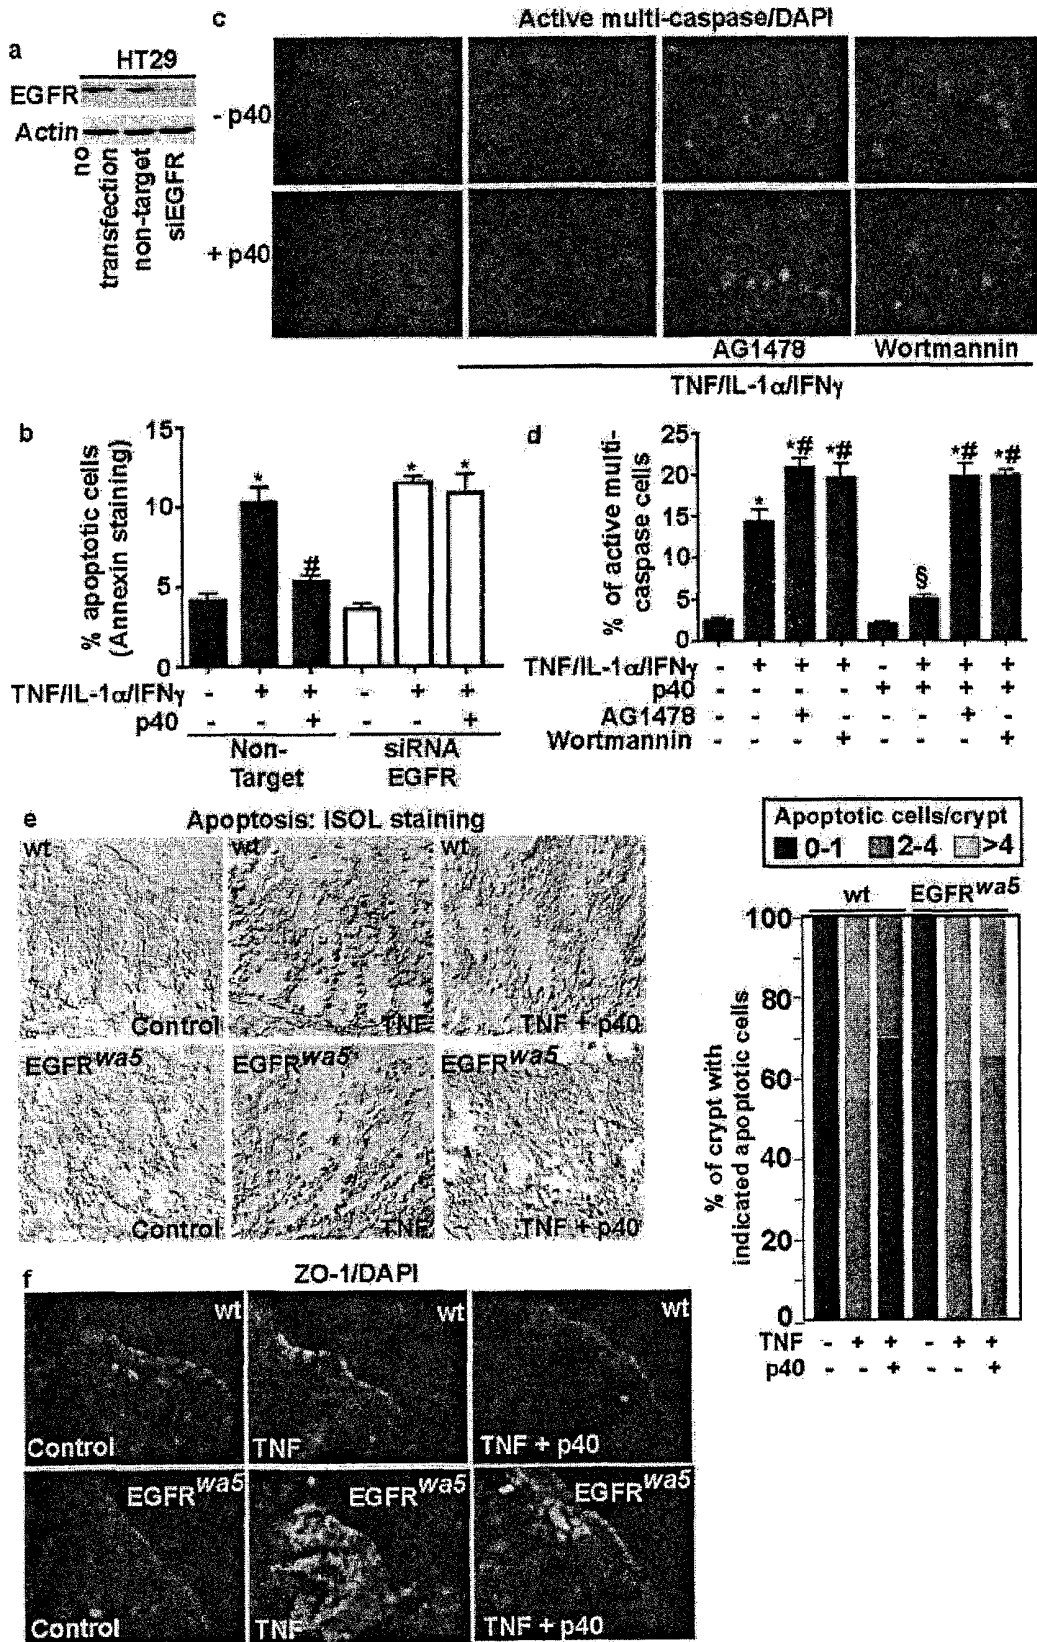 a
HT29
EGFR
Actin
no
transfection
non-target
siEGFR
c
Active multi-caspase/DAPI
- p40
+ p40
AG1478 Wortmannin
TNF/IL-1α/IFNγ
b
% apoptotic cells
(Annexin staining)
15
10
5
0
* # * *
TNF/IL-1α/IFNγ - + + - + +
p40 - - + - - +
Non-
Target
siRNA
EGFR
d
% of active multi-
caspase cells
25
20
15
10
5
0
* *# *# § *# *#
TNF/IL-1α/IFNγ - + + + - + + +
p40 - - - - + + + +
AG1478 - - + - - - + -
Wortmannin - - - + - - - +
e
Apoptosis: ISOL staining
wt
Control
wt
TNF
wt
TNF + p40
EGFRwa5
Control
EGFRwa5
TNF
EGFRwa5
TNF + p40
Apoptotic cells/crypt
0-1 2-4 >4
wt EGFRwa5
% of crypt with
indicated apoptotic cells
100
80
60
40
20
0
TNF - + + - + +
p40 - - + - - +
f
ZO-1/DAPI
wt
Control
wt
TNF
wt
TNF + p40
EGFRwa5
Control
EGFRwa5
TNF
EGFRwa5
TNF + p40